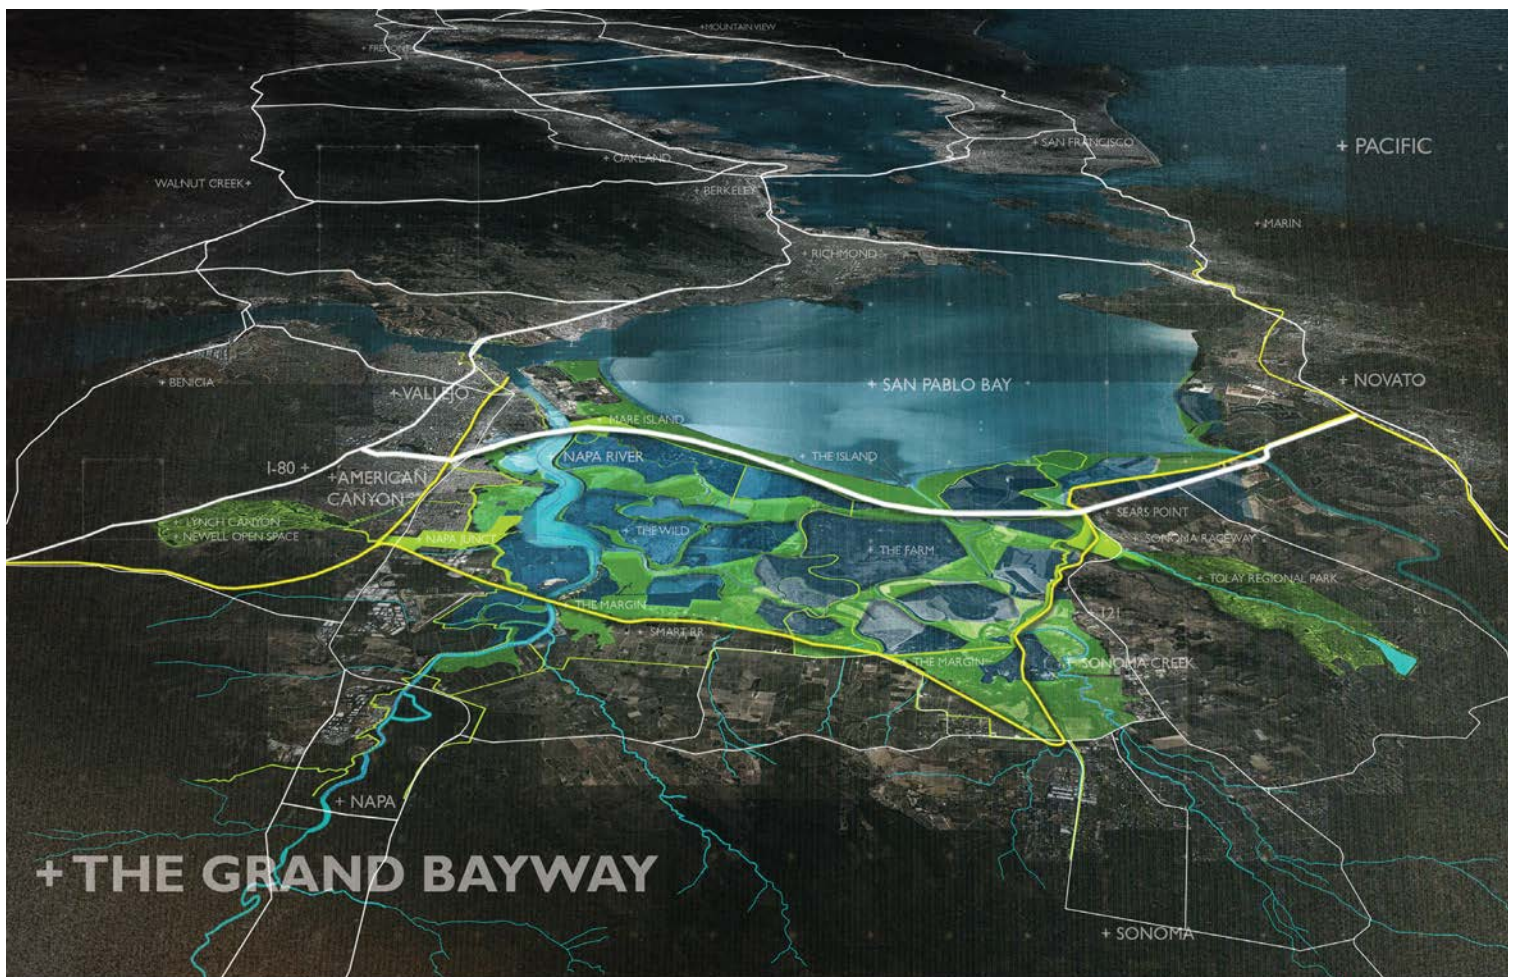 + MOUNTAIN VIEW
+ FREMONT
+ PACIFIC
+ SAN FRANCISCO
+ OAKLAND
WALNUT CREEK +
+ BERKELEY
+ MARIN
+ RICHMOND
+ BENICIA
+ VALLEJO
+ SAN PABLO BAY
+ NOVATO
+ MARE ISLAND
+ NAPA RIVER
+ THE ISLAND
I-80 +
+ AMERICAN
CANYON
+ LYNCH CANYON
+ NEWELL OPEN SPACE
+ NAPA JUNCT
+ THE WILD
+ THE FARM
+ SEARS POINT
+ SONOMA RACEWAY
+ TOLAY REGIONAL PARK
THE MARGIN
+ 121
+ SMART RR
THE MARGIN
+ SONOMA CREEK
+ NAPA
+ THE GRAND BAYWAY
+ SONOMA